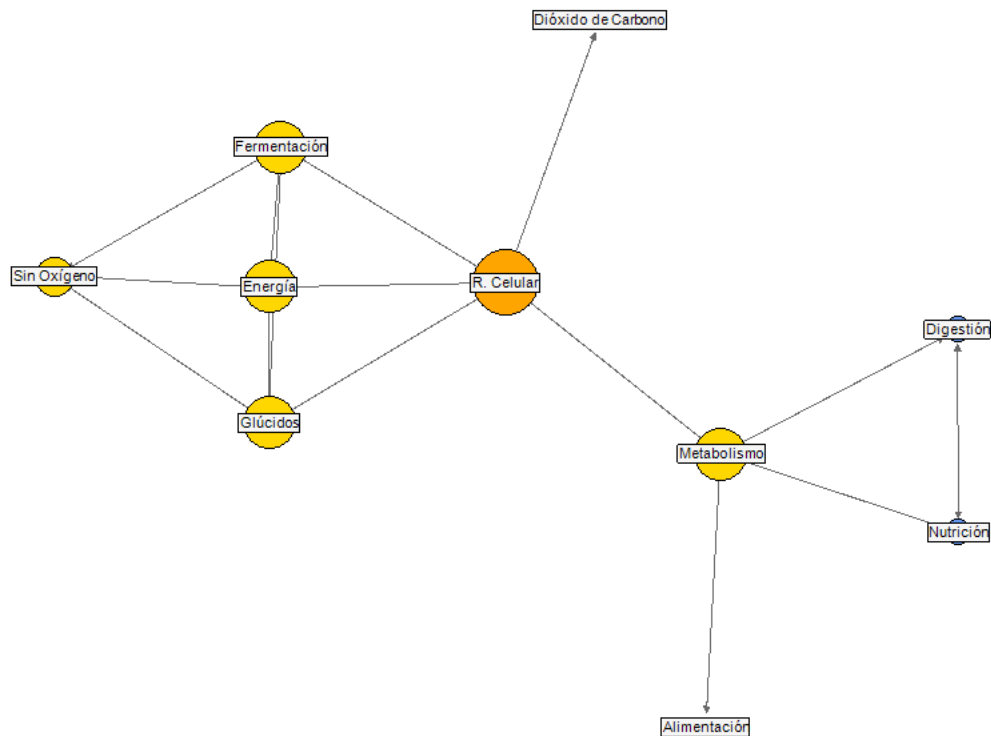 Dióxido de Carbono
Fermentación
Sin Oxígeno
Energía
R. Celular
Digestión
Glúcidos
Metabolismo
Nutrición
Alimentación